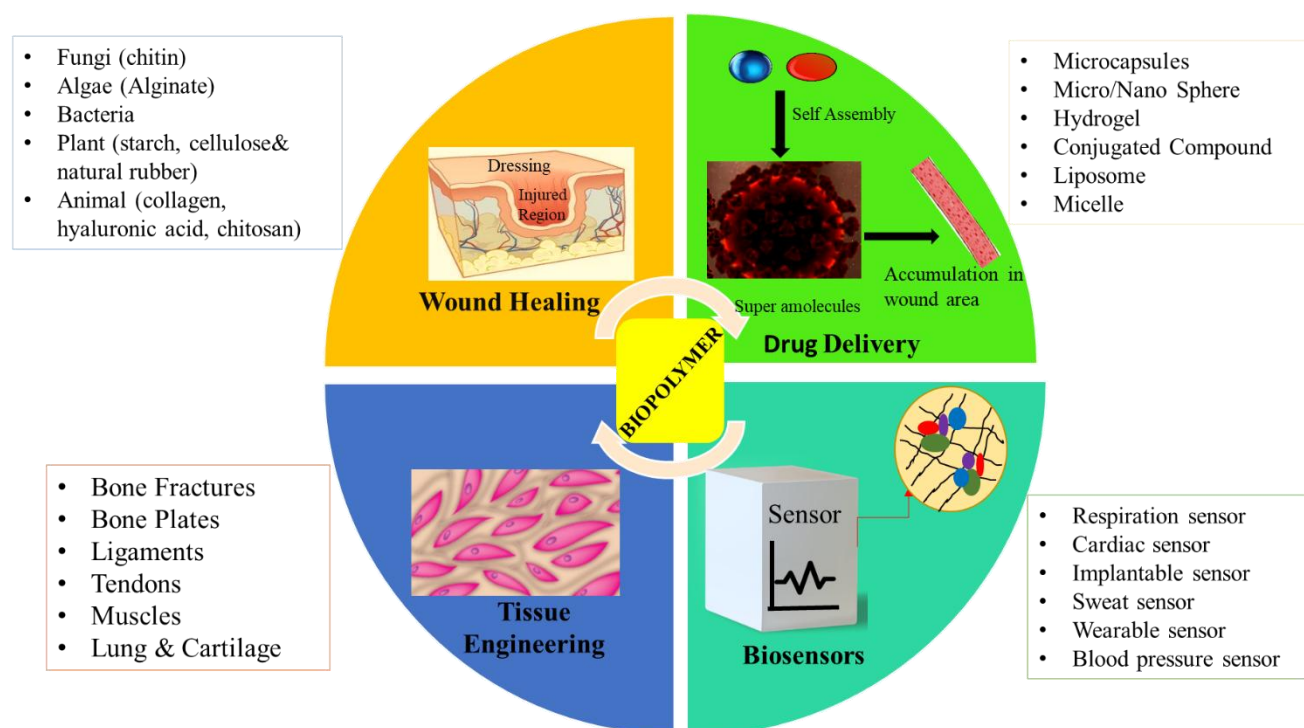 • Fungi (chitin)
• Algae (Alginate)
• Bacteria
• Plant (starch, cellulose&
natural rubber)
• Animal (collagen,
hyaluronic acid, chitosan)
Dressing
Injured
Region
Wound Healing
Self Assembly
Accumulation in
wound area
Super amolecules
Drug Delivery
• Microcapsules
• Micro/Nano Sphere
• Hydrogel
• Conjugated Compound
• Liposome
• Micelle
BIOPOLYMER
• Bone Fractures
• Bone Plates
• Ligaments
• Tendons
• Muscles
• Lung & Cartilage
Tissue
Engineering
Sensor
Biosensors
• Respiration sensor
• Cardiac sensor
• Implantable sensor
• Sweat sensor
• Wearable sensor
• Blood pressure sensor